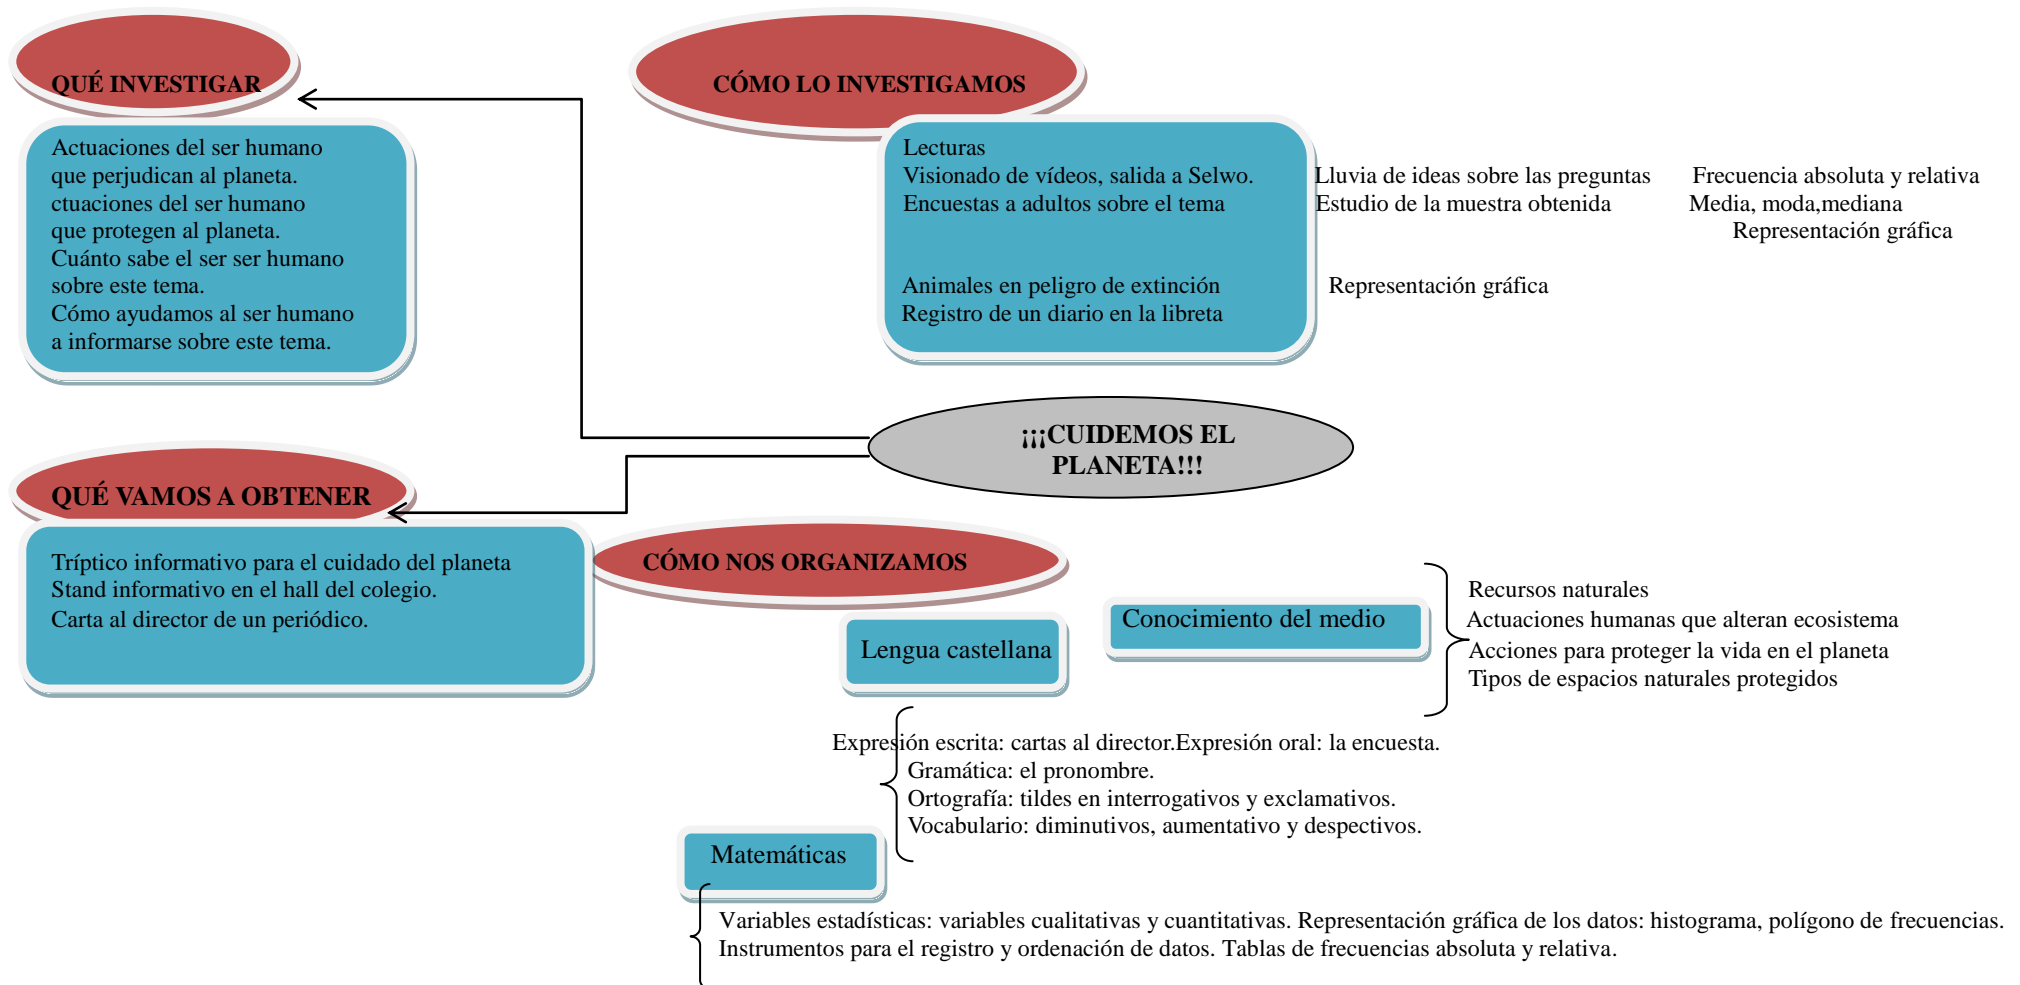 QUÉ INVESTIGAR
Actuaciones del ser humano
que perjudican al planeta.
ctuaciones del ser humano
que protegen al planeta.
Cuánto sabe el ser ser humano
sobre este tema.
Cómo ayudamos al ser humano
a informarse sobre este tema.
CÓMO LO INVESTIGAMOS
Lecturas
Visionado de vídeos, salida a Selwo. Lluvia de ideas sobre las preguntas Frecuencia absoluta y relativa
Encuestas a adultos sobre el tema Estudio de la muestra obtenida Media, moda,mediana
Representación gráfica
Animales en peligro de extinción Representación gráfica
Registro de un diario en la libreta
¡¡¡CUIDEMOS EL
PLANETA!!!
QUÉ VAMOS A OBTENER
Tríptico informativo para el cuidado del planeta
Stand informativo en el hall del colegio.
Carta al director de un periódico.
CÓMO NOS ORGANIZAMOS
Conocimiento del medio
Recursos naturales
Actuaciones humanas que alteran ecosistema
Acciones para proteger la vida en el planeta
Tipos de espacios naturales protegidos
Lengua castellana
Expresión escrita: cartas al director.Expresión oral: la encuesta.
Gramática: el pronombre.
Ortografía: tildes en interrogativos y exclamativos.
Vocabulario: diminutivos, aumentativo y despectivos.
Matemáticas
Variables estadísticas: variables cualitativas y cuantitativas. Representación gráfica de los datos: histograma, polígono de frecuencias.
Instrumentos para el registro y ordenación de datos. Tablas de frecuencias absoluta y relativa.